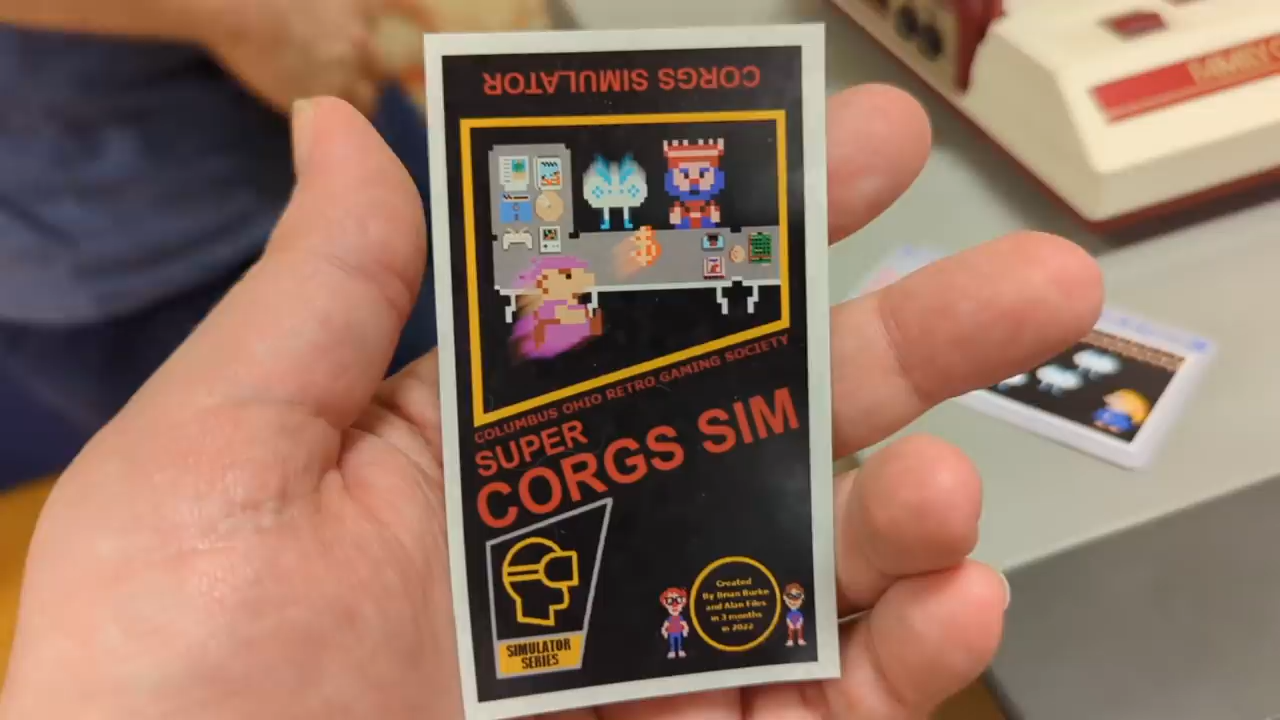 CORGS SIMULATOR
COLUMBUS OHIO RETRO GAMING SOCIETY
SUPER
CORGS SIM
SIMULATOR
SERIES
Created
By Brian Burke
and Alan Files
in 3 months
in 2022
FAMILY